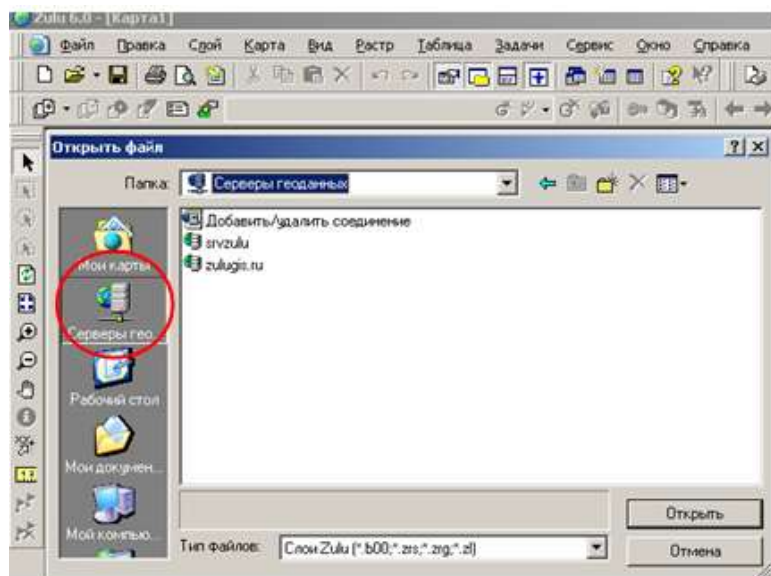 Zulu 6.0 - [Карта1]
Файл Правка Слой Карта Вид Растр Таблица Задачи Сервис Окно Справка
Открыть файл
Папка: Серверы геоданных
Добавить/удалить соединение
srvzulu
zulugis.ru
Мои карты
Серверы гео...
Рабочий стол
Мои докумен...
Мой компью...
Открыть
Тип файлов: Слои Zulu (*.b00;*.zrs;*.zrg;*.zl)
Отмена